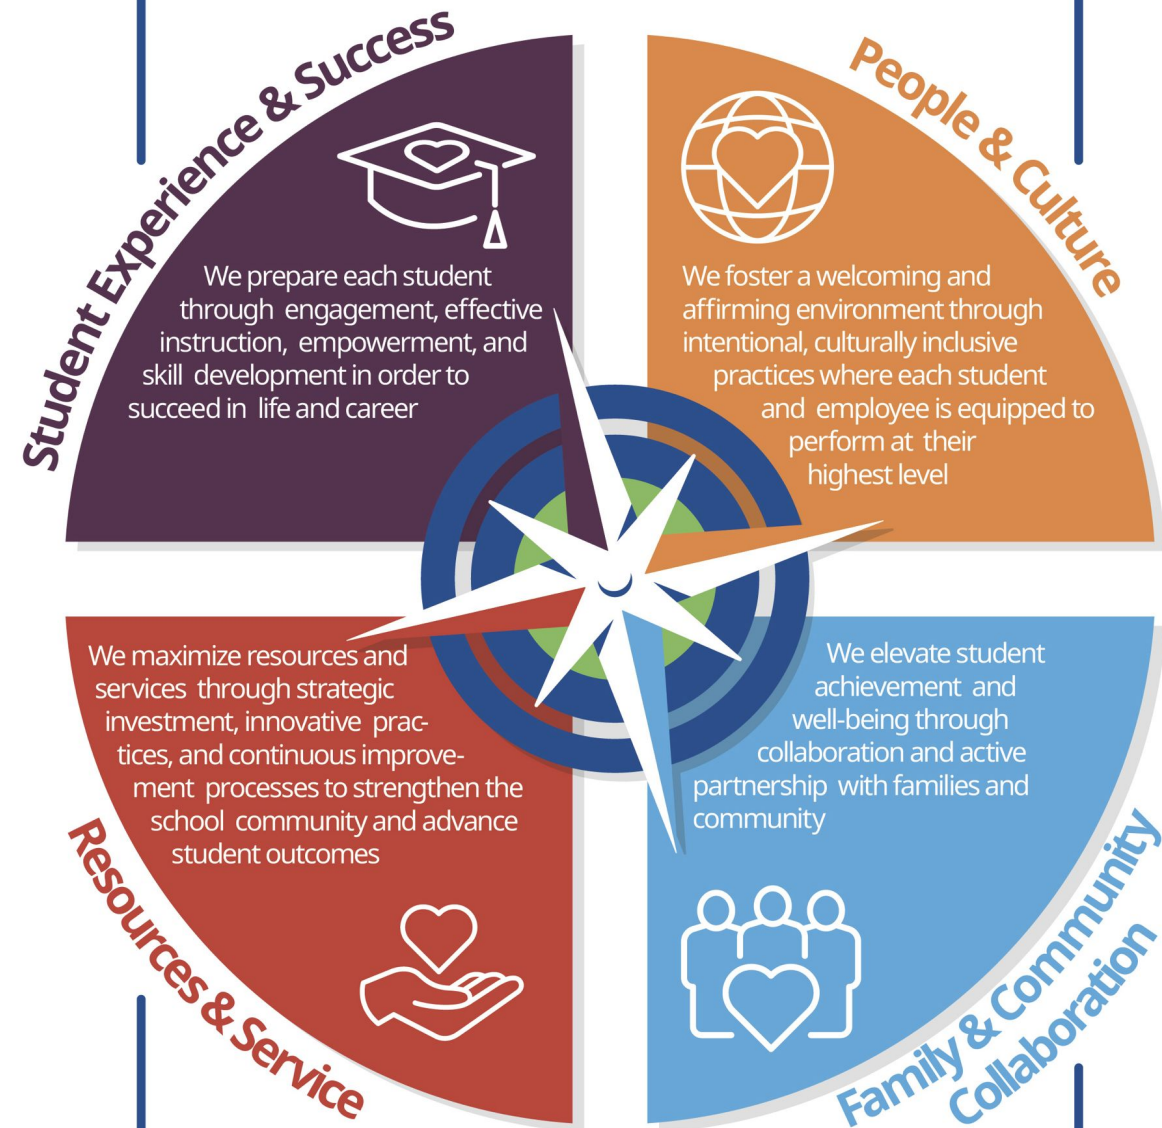 Student Experience & Success
We prepare each student
through engagement, effective
instruction, empowerment, and
skill development in order to
succeed in life and career
People & Culture
We foster a welcoming and
affirming environment through
intentional, culturally inclusive
practices where each student
and employee is equipped to
perform at their
highest level
We maximize resources and
services through strategic
investment, innovative prac-
tices, and continuous improve-
ment processes to strengthen the
school community and advance
student outcomes
Resources & Service
We elevate student
achievement and
well-being through
collaboration and active
partnership with families and
community
Family & Community
Collaboration